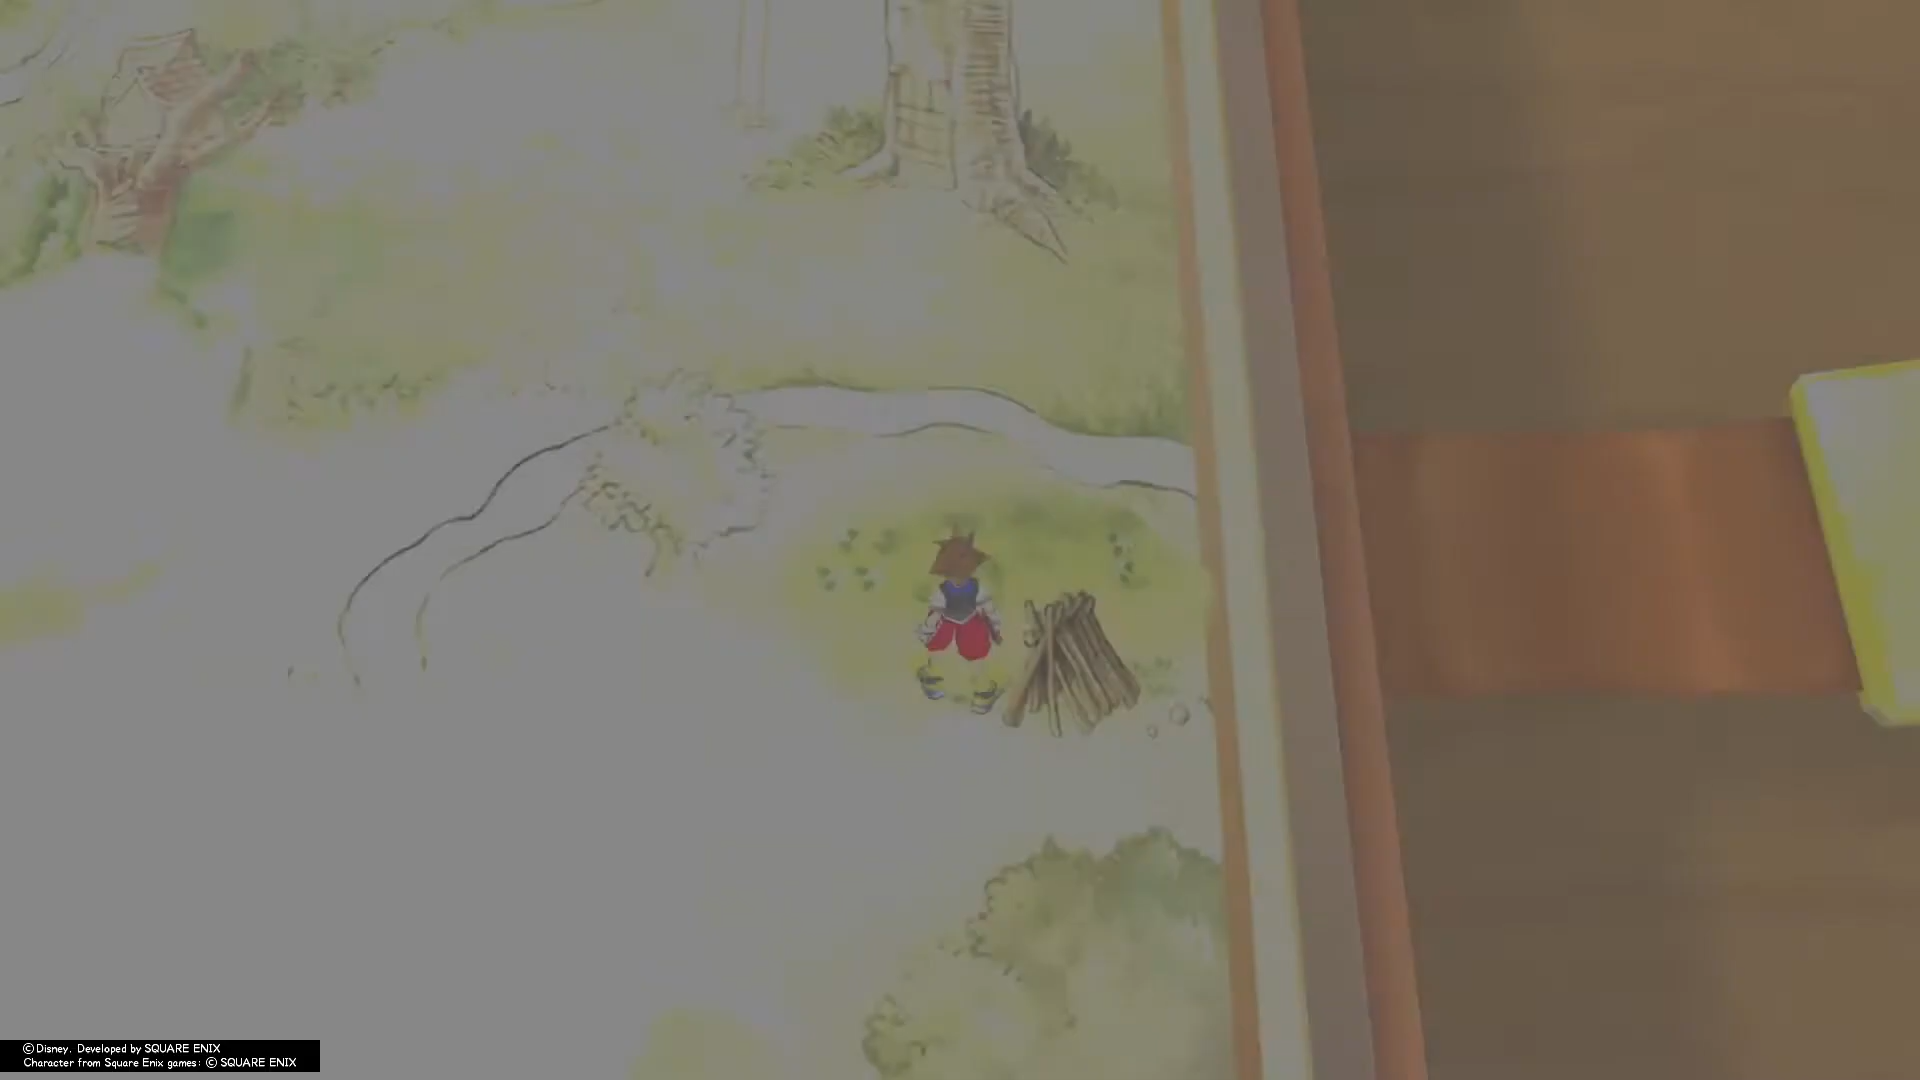 ©Disney. Developed by SQUARE ENIX
Character from Square Enix games: © SQUARE ENIX